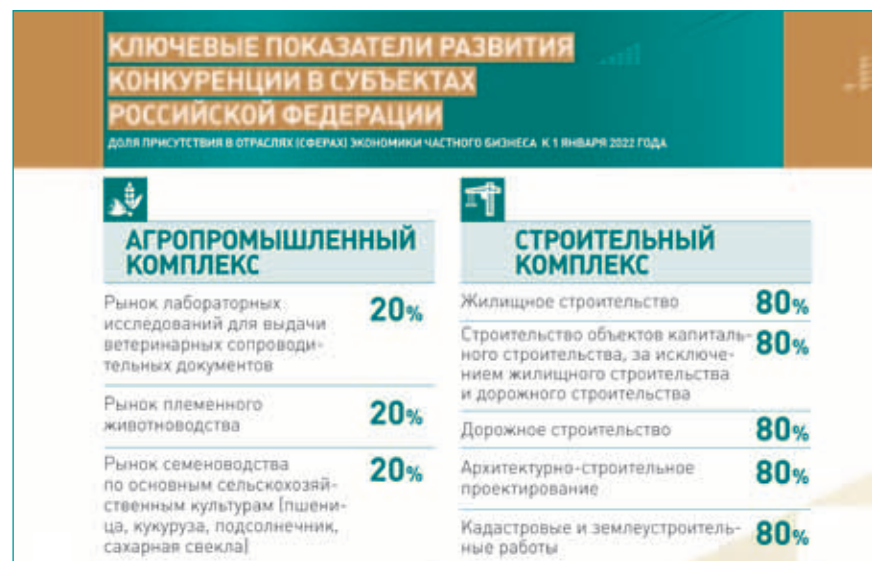 КЛЮЧЕВЫЕ ПОКАЗАТЕЛИ РАЗВИТИЯ
КОНКУРЕНЦИИ В СУБЪЕКТАХ
РОССИЙСКОЙ ФЕДЕРАЦИИ
ДОЛЯ ПРИСУТСТВИЯ В ОТРАСЛЯХ (СФЕРАХ) ЭКОНОМИКИ ЧАСТНОГО БИЗНЕСА К 1 ЯНВАРЯ 2022 ГОДА
АГРОПРОМЫШЛЕННЫЙ
КОМПЛЕКС
Рынок лабораторных 20%
исследований для выдачи
ветеринарных сопроводи-
тельных документов
Рынок племенного 20%
животноводства
Рынок семеноводства 20%
по основным сельскохозяй-
ственным культурам (пшени-
ца, кукуруза, подсолнечник,
сахарная свекла)
СТРОИТЕЛЬНЫЙ
КОМПЛЕКС
Жилищное строительство 80%
Строительство объектов капиталь- 80%
ного строительства, за исключе-
нием жилищного строительства
и дорожного строительства
Дорожное строительство 80%
Архитектурно-строительное 80%
проектирование
Кадастровые и землеустроитель- 80%
ные работы